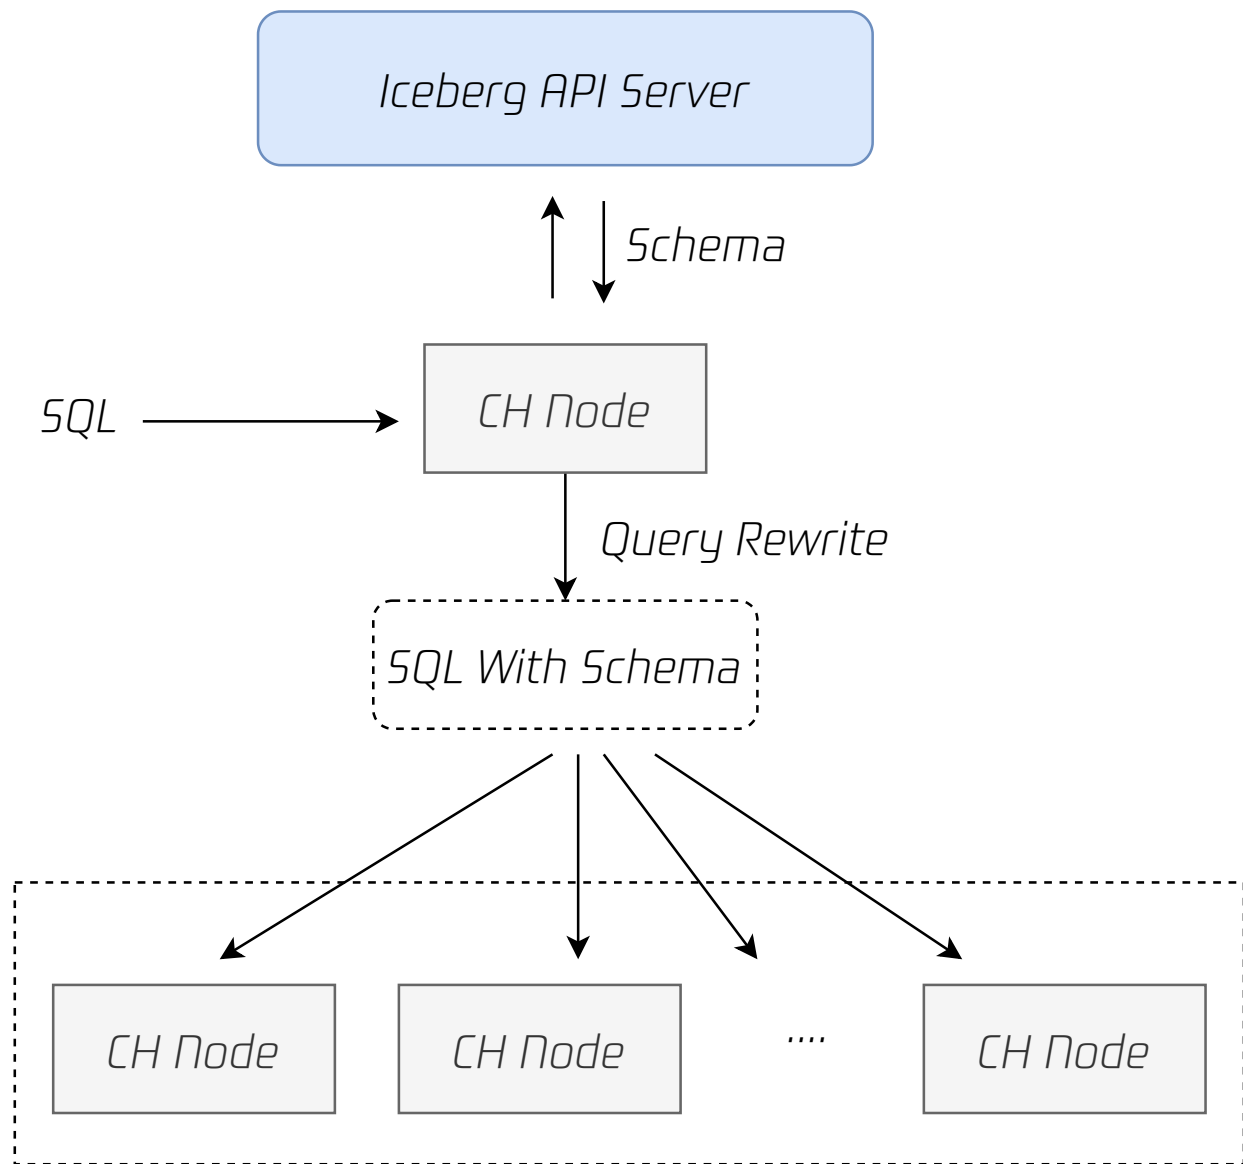 Iceberg API Server
Schema
SQL
CH Node
Query Rewrite
SQL With Schema
CH Node
CH Node
....
CH Node